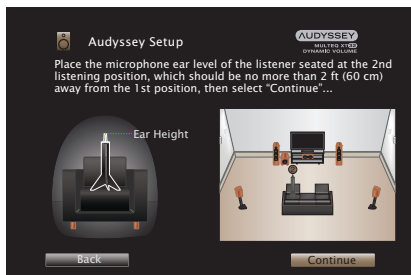 Audyssey Setup
AUDYSSEY
MULTEQ XT32
DYNAMIC VOLUME
Place the microphone ear level of the listener seated at the 2nd
listening position, which should be no more than 2 ft (60 cm)
away from the 1st position, then select “Continue”...
Ear Height
Back
Continue